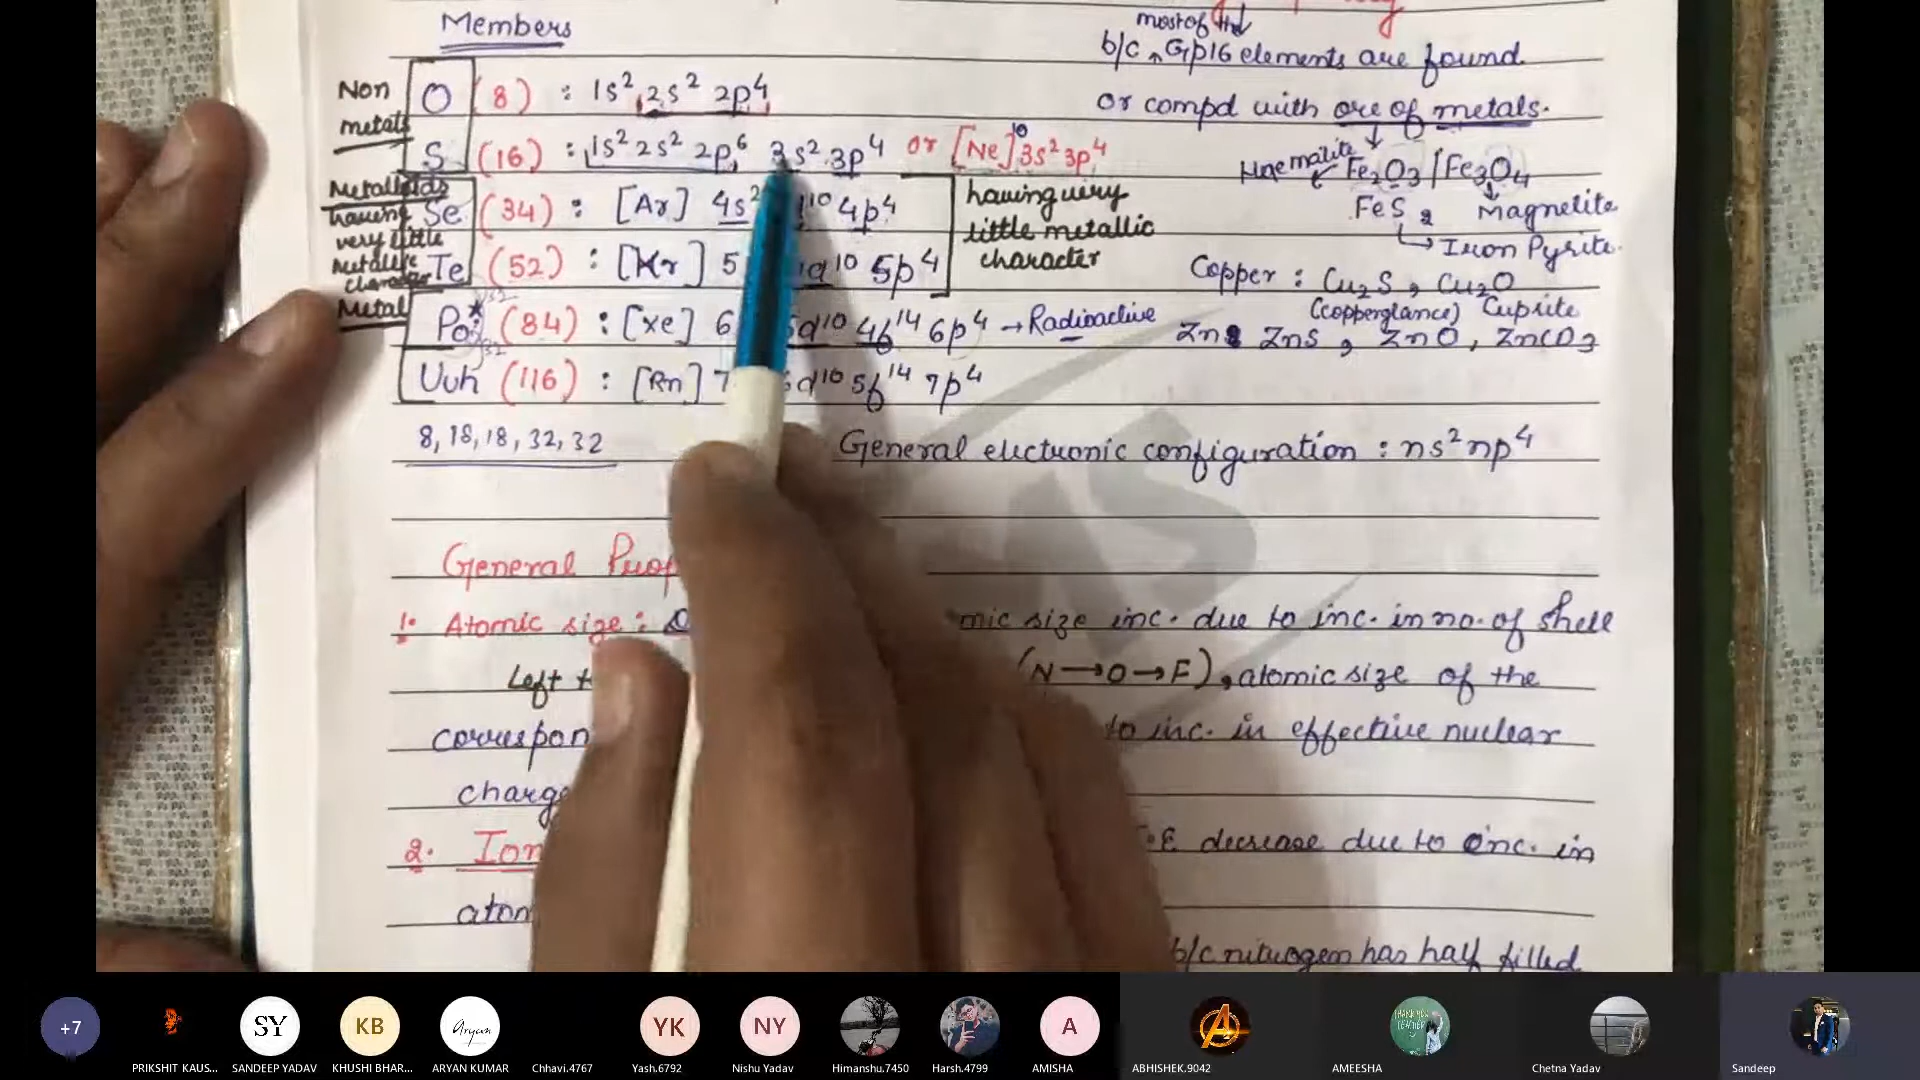 Members
most of the
b/c Gp16 elements are found
or compd with ore of metals.
Non metals
O (8) : 1s² 2s² 2p⁴
S (16) : 1s² 2s² 2p⁶ 3s² 3p⁴ or [Ne]¹⁰ 3s² 3p⁴
Haemalite Fe₂O₃ / Fe₃O₄
Metalloids having very little metallic character
Se (34) : [Ar] 4s² 10 4p⁴
having very little metallic character
FeS₂ Magnetite
Iron Pyrite.
Te (52) : [Kr] 5 d¹⁰ 5p⁴
Copper : Cu₂S, Cu₂O
(copperglance) Cuprite
Metal
Po* (84) : [Xe] 6 5d¹⁰ 4f¹⁴ 6p⁴ → Radioactive
Zn ZnS, ZnO, ZnCO₃
Uuh (116) : [Rn] 7 6d¹⁰ 5f¹⁴ 7p⁴
8, 18, 18, 32, 32
General electronic configuration : ns² np⁴
General
1. Atomic size : mic size inc. due to inc. in no. of shell
Left (N → O → F), atomic size of the
correspon to inc. in effective nuclear
charge
2. Ion I.E decrease due to inc. in
atom
b/c nitrogen has half filled
+7
SY
KB
Aryan
YK
NY
A
PRIKSHIT KAUS...
SANDEEP YADAV
KHUSHI BHAR...
ARYAN KUMAR
Chhavi.4767
Yash.6792
Nishu Yadav
Himanshu.7450
Harsh.4799
AMISHA
ABHISHEK.9042
AMEESHA
Chetna Yadav
Sandeep